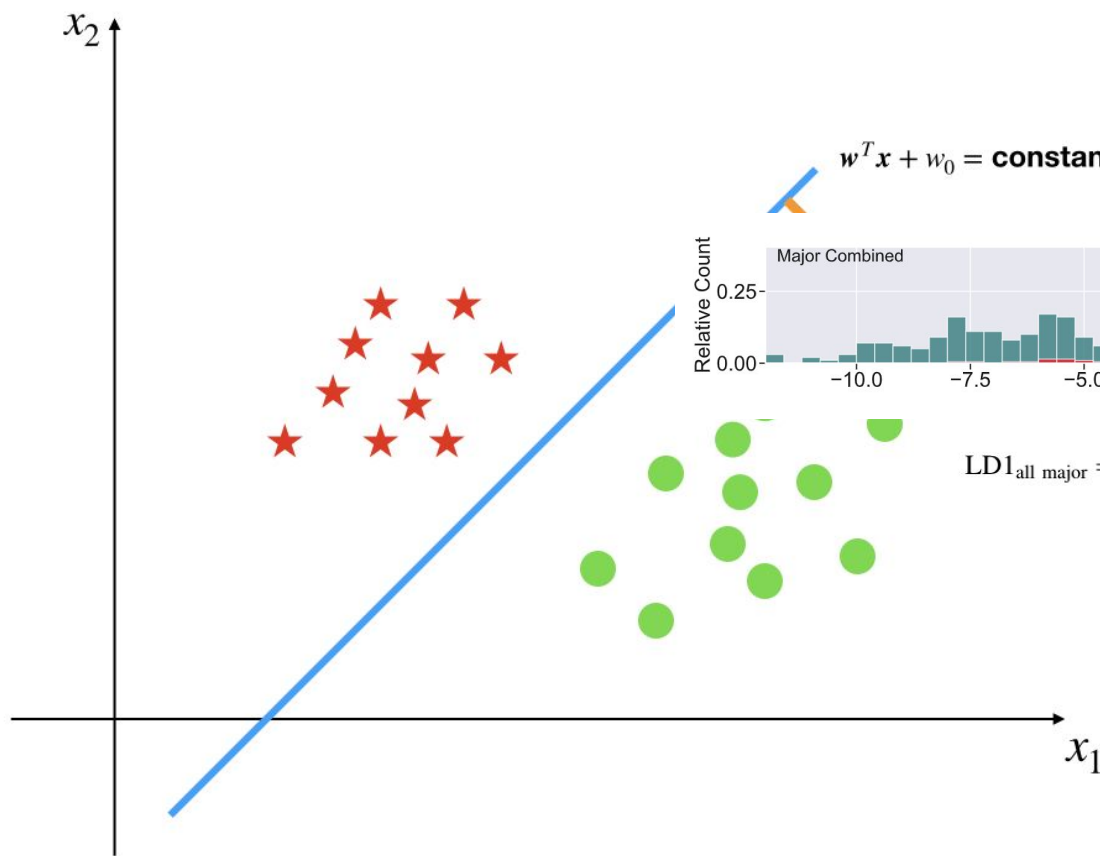 x₂
wᵀx + w₀ = constan
Major Combined
Relative Count
0.25
0.00
−10.0 −7.5 −5.0
LD1all major =
x₁